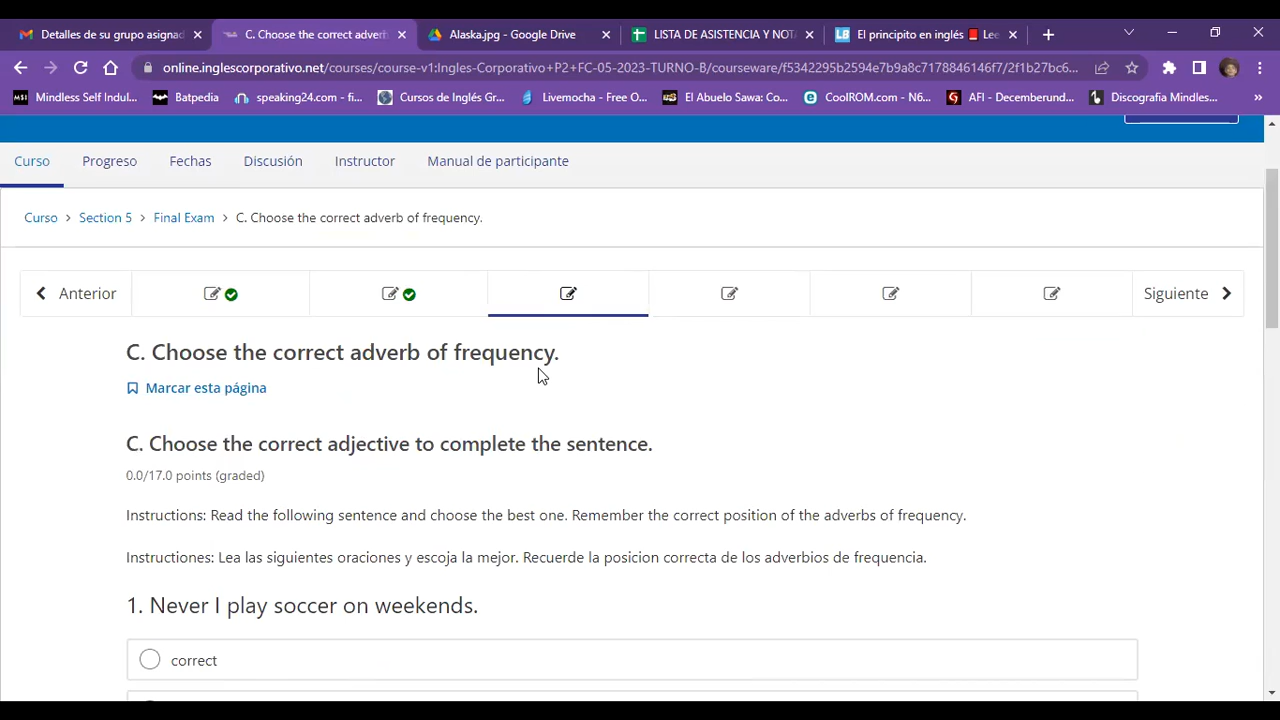 Detalles de su grupo asignad
C. Choose the correct adverb
Alaska.jpg - Google Drive
LISTA DE ASISTENCIA Y NOTA
LB El principito en inglés Lee
online.inglescorporativo.net/courses/course-v1:Ingles-Corporativo+P2+FC-05-2023-TURNO-B/courseware/f5342295b2594e7b9a8c7178846146f7/2f1b27bc6...
MSI Mindless Self Indul...
Batpedia
speaking24.com - fi...
Cursos de Inglés Gr...
Livemocha - Free O...
El Abuelo Sawa: Co...
CoolROM.com - N6...
AFI - Decemberund...
Discografia Mindles...
»
Curso
Progreso
Fechas
Discusión
Instructor
Manual de participante
Curso > Section 5 > Final Exam > C. Choose the correct adverb of frequency.
Anterior
Siguiente
C. Choose the correct adverb of frequency.
Marcar esta página
C. Choose the correct adjective to complete the sentence.
0.0/17.0 points (graded)
Instructions: Read the following sentence and choose the best one. Remember the correct position of the adverbs of frequency.
Instructiones: Lea las siguientes oraciones y escoja la mejor. Recuerde la posicion correcta de los adverbios de frecuencia.
1. Never I play soccer on weekends.
correct